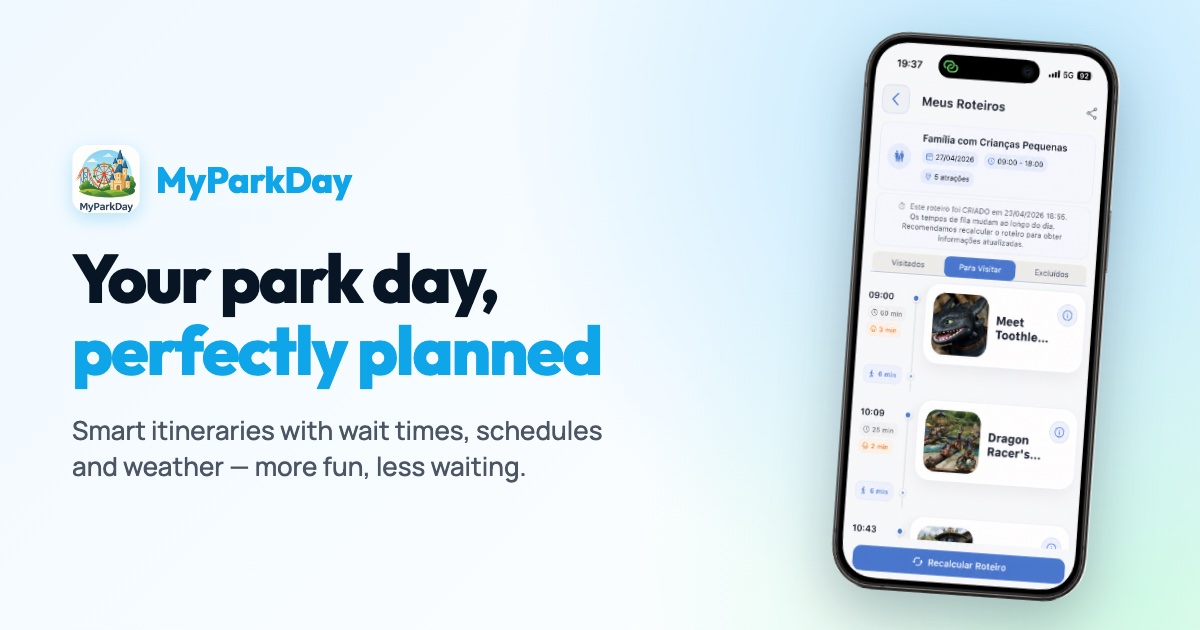 MyParkDay
MyParkDay
Your park day,
perfectly planned
Smart itineraries with wait times, schedules
and weather — more fun, less waiting.
19:37
5G 92
Meus Roteiros
Família com Crianças Pequenas
27/04/2026 09:00 - 18:00
5 atrações
Este roteiro foi CRIADO em 23/04/2026 18:55.
Os tempos de fila mudam ao longo do dia.
Recomendamos recalcular o roteiro para obter
informações atualizadas.
Visitados Para Visitar Excluídos
09:00
60 min
3 min
Meet
Toothle...
6 min
10:09
25 min
2 min
Dragon
Racer's...
6 min
10:43
Recalcular Roteiro